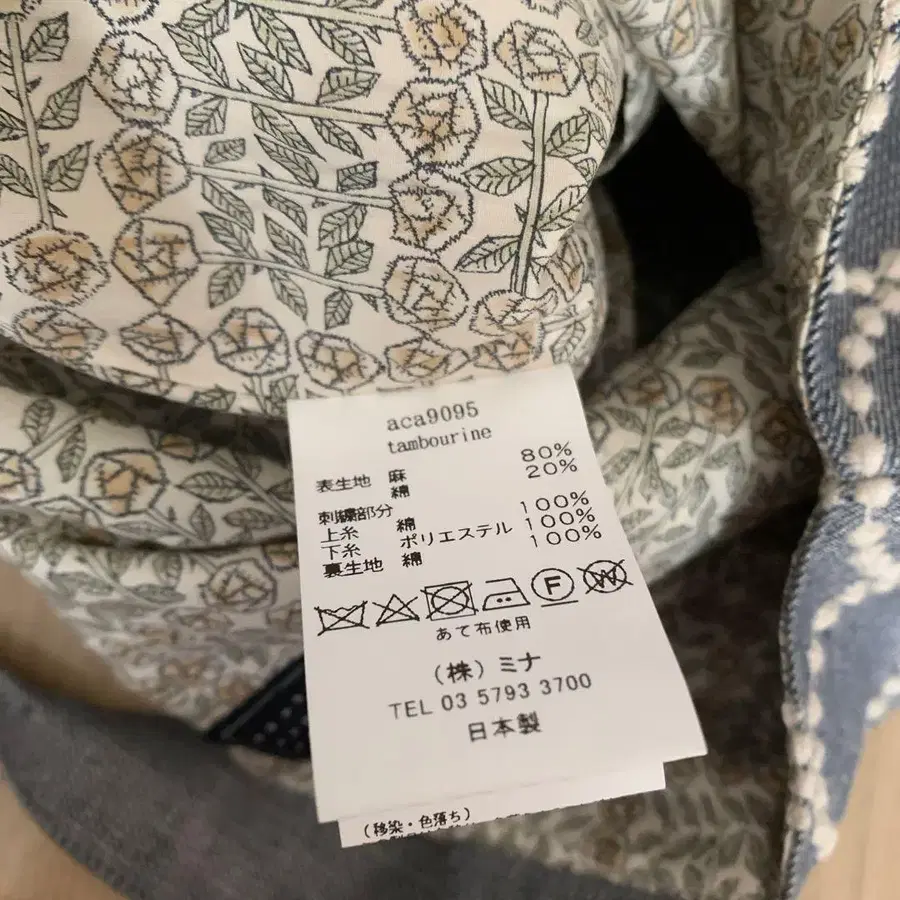 aca9095
tambourine
表生地 麻 80%
綿 20%
刺繍部分
上糸 綿 100%
下糸 ポリエステル 100%
裏生地 綿 100%
F
W
あて布使用
(株) ミナ
TEL 03 5793 3700
日本製
(移染・色落ち)